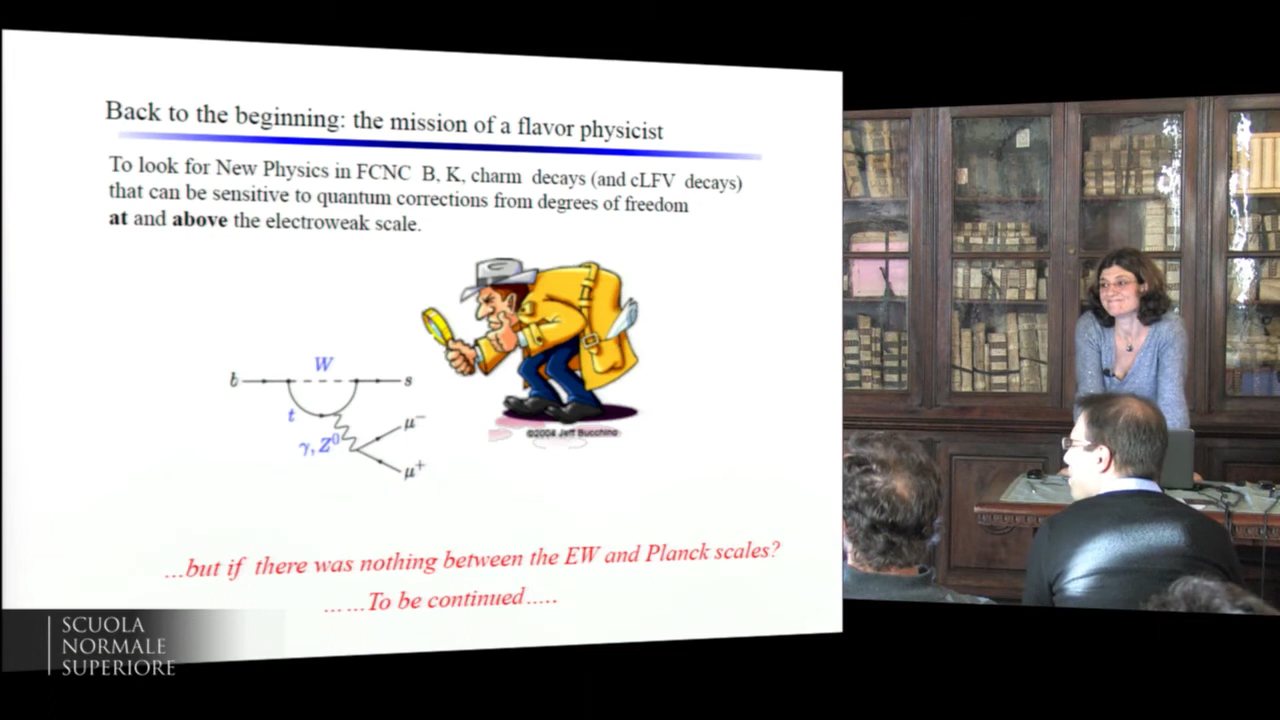 Back to the beginning: the mission of a flavor physicist
To look for New Physics in FCNC B, K, charm decays (and cLFV decays)
that can be sensitive to quantum corrections from degrees of freedom
at and above the electroweak scale.
W
b
s
t
μ⁻
γ, Z⁰
μ⁺
©2004 Jeff Bucchino
...but if there was nothing between the EW and Planck scales?
......To be continued.....
SCUOLA
NORMALE
SUPERIORE